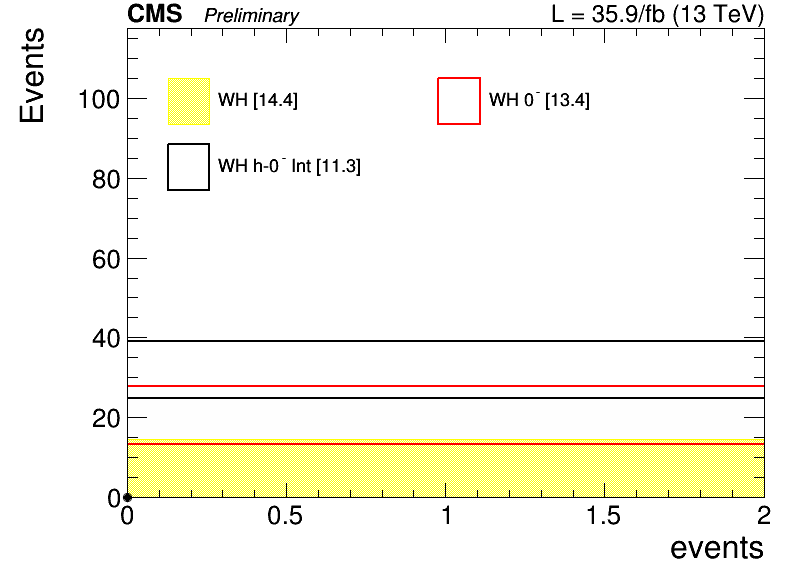 CMS Preliminary L = 35.9/fb (13 TeV)
Events
100
80
60
40
20
0
WH [14.4]
WH 0⁻ [13.4]
WH h-0⁻ Int [11.3]
0 0.5 1 1.5 2
events